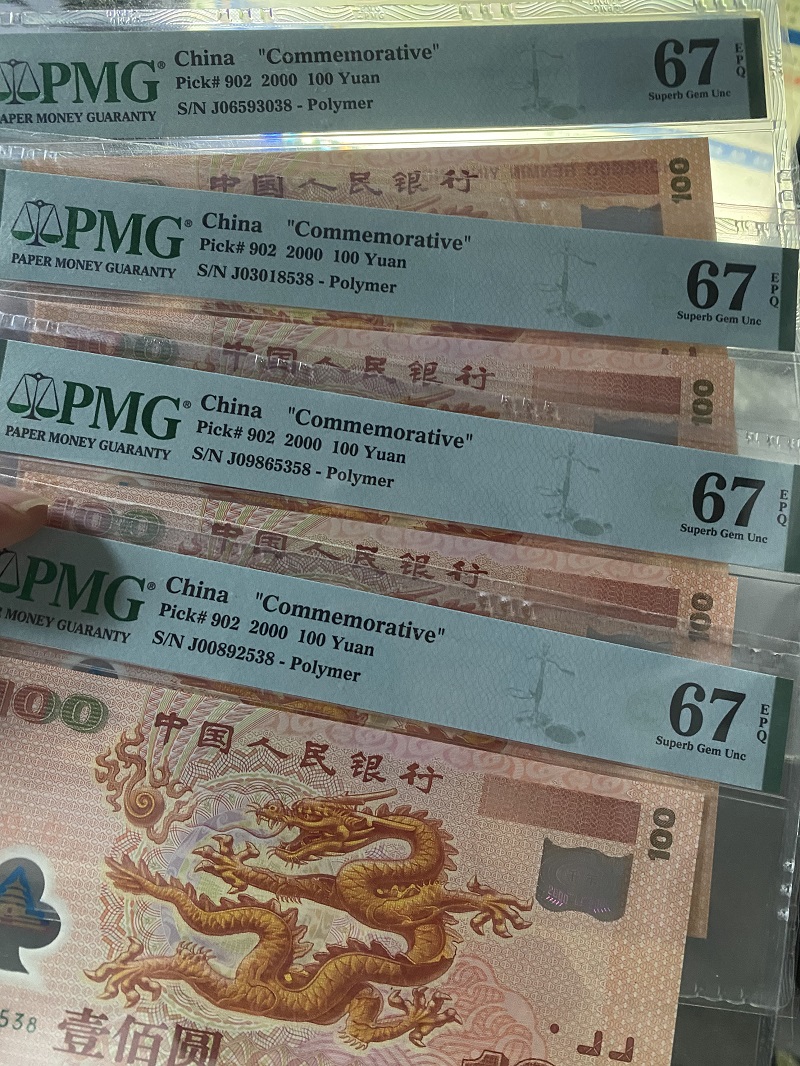 PMG®
PAPER MONEY GUARANTY
China "Commemorative"
Pick# 902 2000 100 Yuan
S/N J06593038 - Polymer
67
EPQ
Superb Gem Unc
中国人民银行
100
PMG®
PAPER MONEY GUARANTY
China "Commemorative"
Pick# 902 2000 100 Yuan
S/N J03018538 - Polymer
67
EPQ
Superb Gem Unc
100
中国人民银行
100
PMG®
PAPER MONEY GUARANTY
China "Commemorative"
Pick# 902 2000 100 Yuan
S/N J09865358 - Polymer
67
EPQ
Superb Gem Unc
100
中国人民银行
100
PMG®
MONEY GUARANTY
China "Commemorative"
Pick# 902 2000 100 Yuan
S/N J00892538 - Polymer
67
EPQ
Superb Gem Unc
100
中国人民银行
100
538
壹佰圆